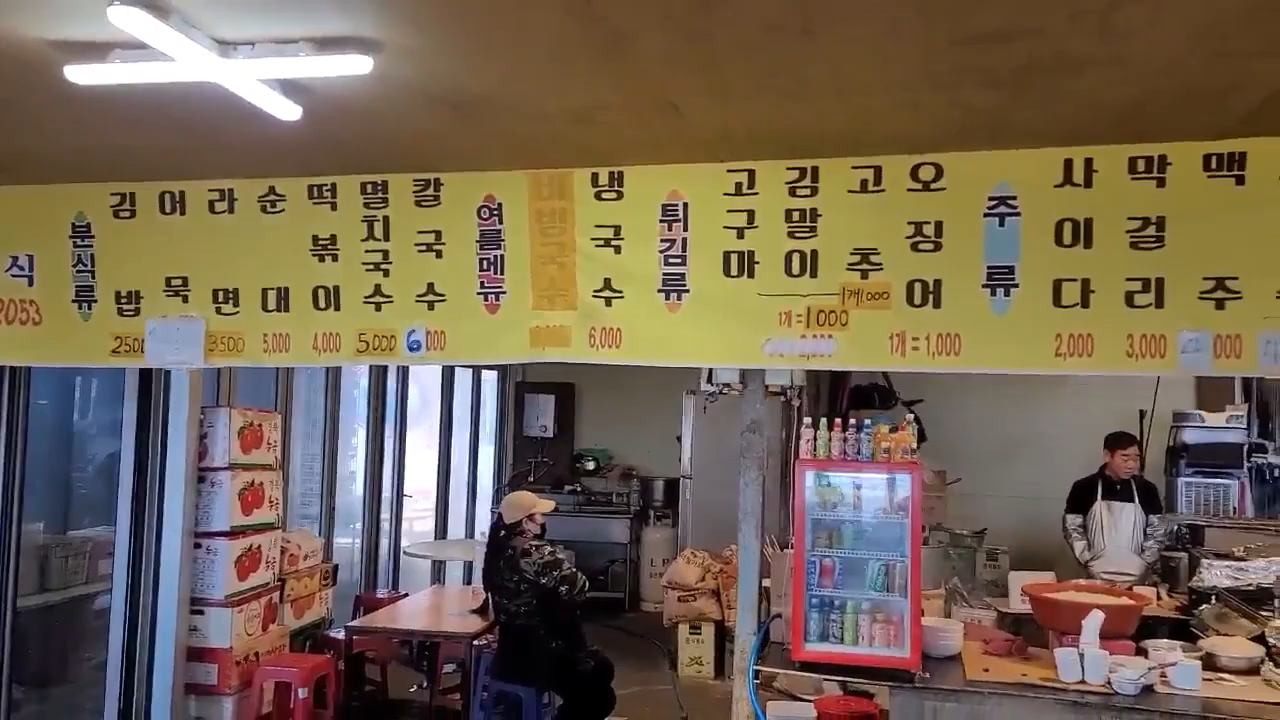 식
2053
분식류
김밥
2500
어묵
라면
3500
순대
5,000
떡볶이
4,000
멸치국수
5000
칼국수
6000
여름메뉴
비빔국수
냉국수
6,000
튀김류
고구마
김말이
1개=1000
고추
1개1.000
오징어
1개=1,000
주류
사이다
2,000
막걸리
3,000
맥주
000
L P